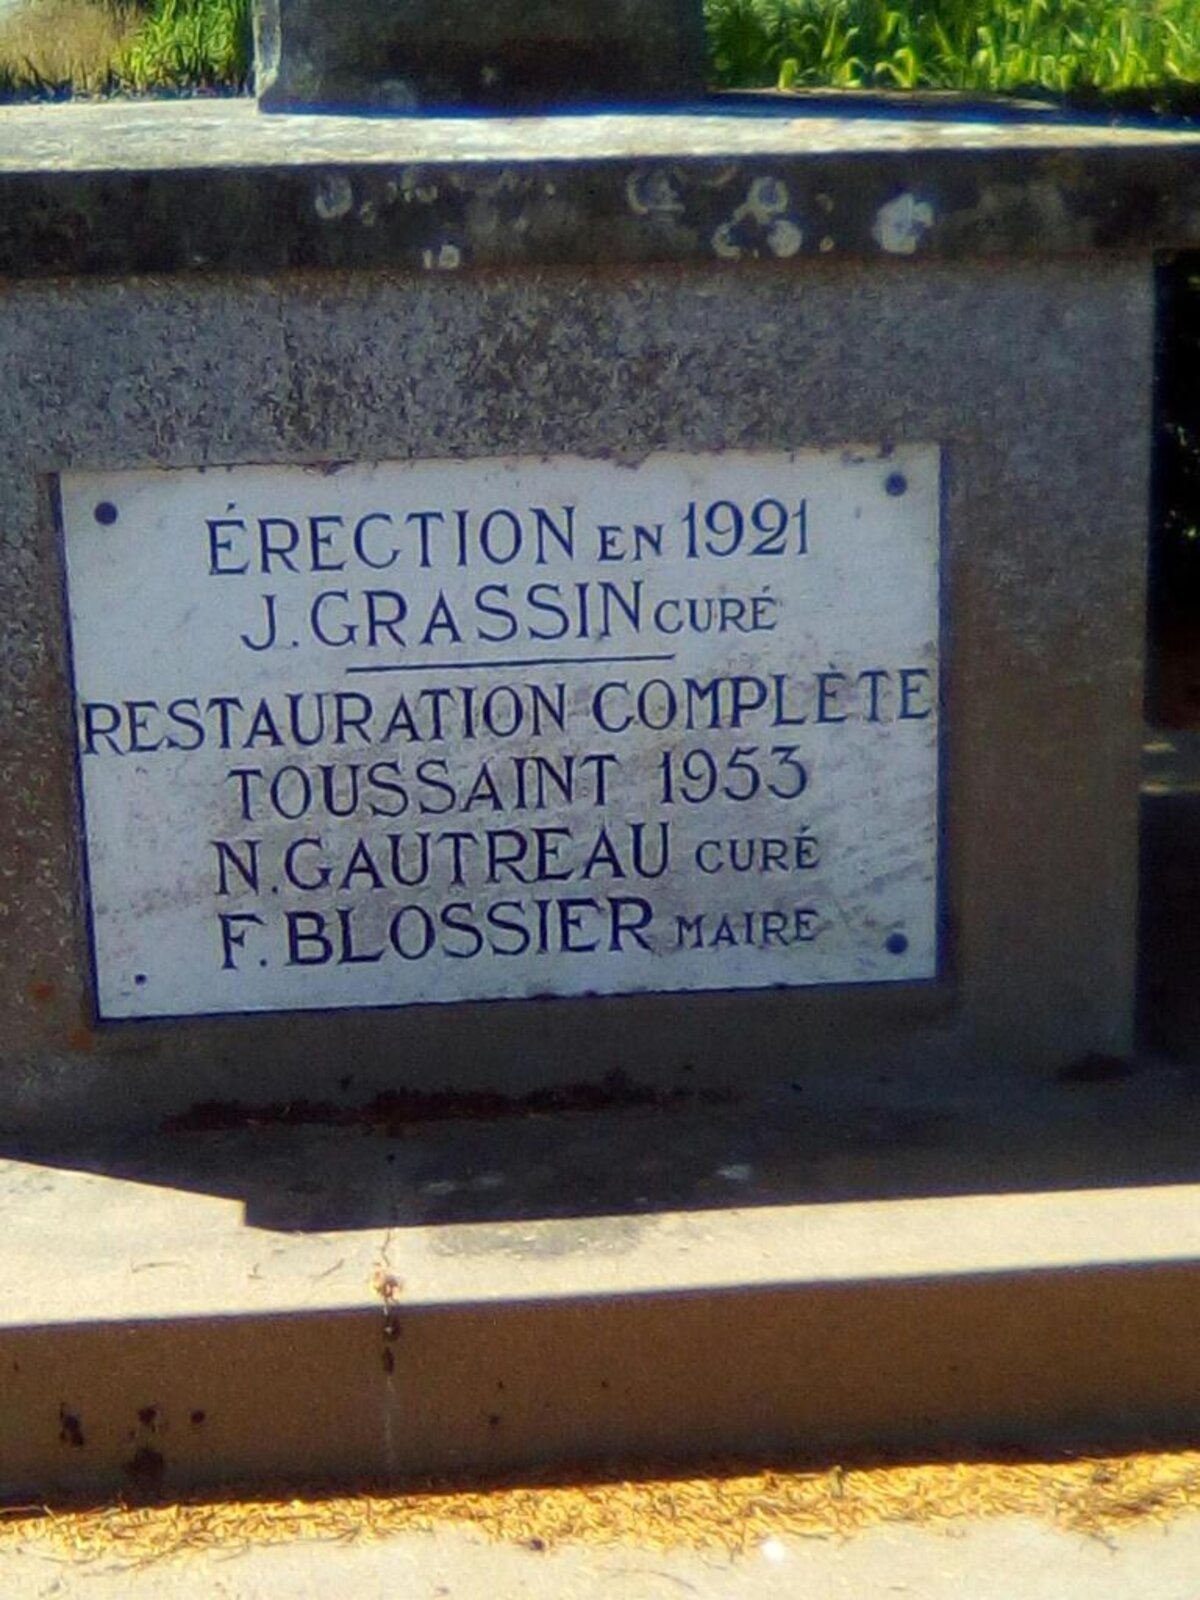 ÉRECTION EN 1921
J. GRASSIN CURÉ
RESTAURATION COMPLÈTE
TOUSSAINT 1953
N. GAUTREAU CURÉ
F. BLOSSIER MAIRE